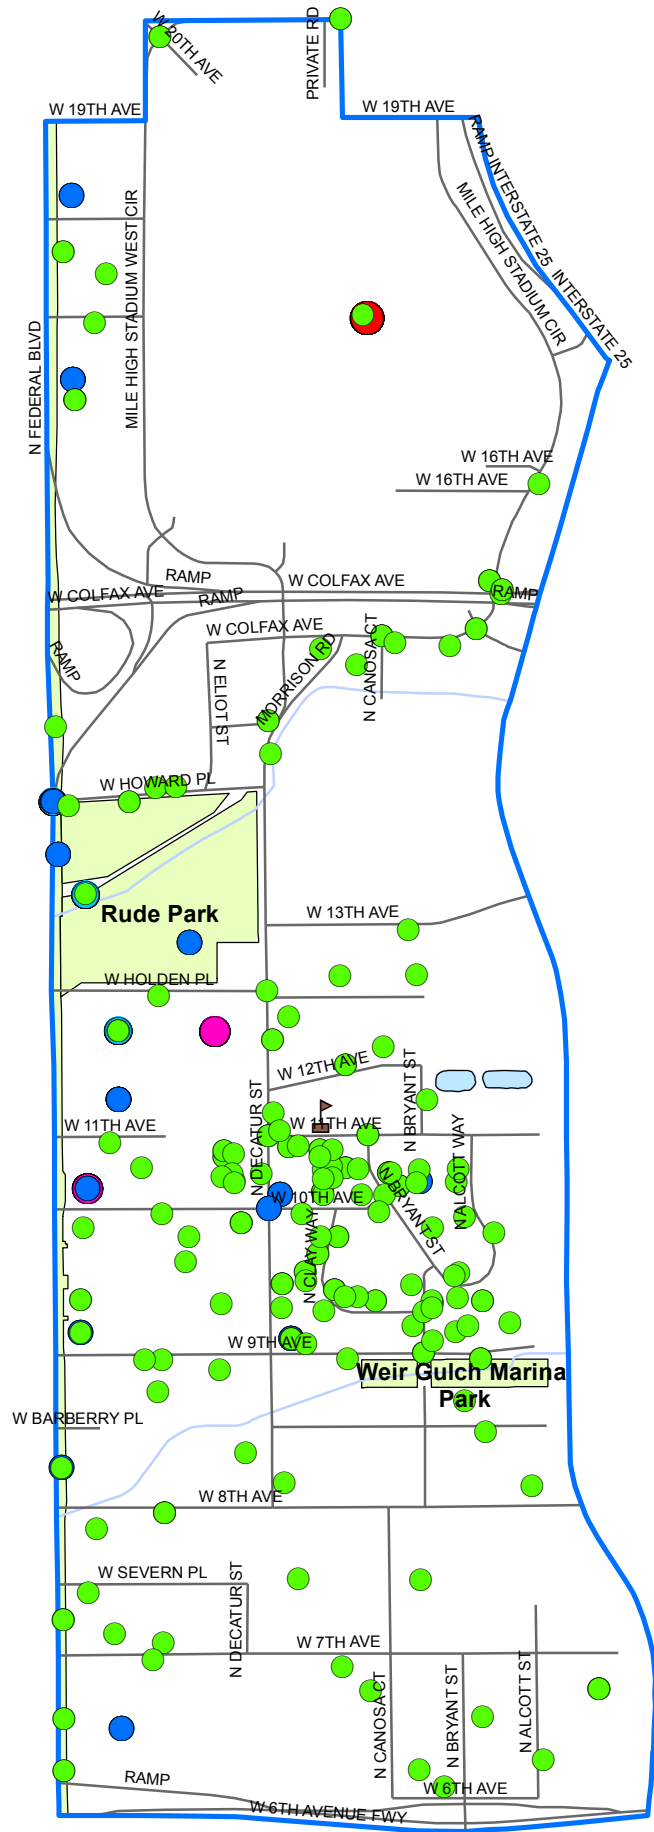 W 20TH AVE
PRIVATE RD
W 19TH AVE
W 19TH AVE
RAMP
INTERSTATE 25
INTERSTATE 25
MILE HIGH STADIUM WEST CIR
MILE HIGH STADIUM CIR
N FEDERAL BLVD
W 16TH AVE
W 16TH AVE
RAMP
W COLFAX AVE
W COLFAX AVE
RAMP
RAMP
W COLFAX AVE
RAMP
N ELIOT ST
MORRISON RD
N CANOSA CT
W HOWARD PL
Rude Park
W 13TH AVE
W HOLDEN PL
W 12TH AVE
N BRYANT ST
N DECATUR ST
W 11TH AVE
W 11TH AVE
N ALCOTT WAY
W 10TH AVE
N BRYANT ST
N CLAY WAY
W 9TH AVE
Weir Gulch Marina
Park
W BARBERRY PL
W 8TH AVE
W SEVERN PL
N DECATUR ST
W 7TH AVE
N CANOSA CT
N BRYANT ST
N ALCOTT ST
RAMP
W 6TH AVE
W 6TH AVENUE FWY